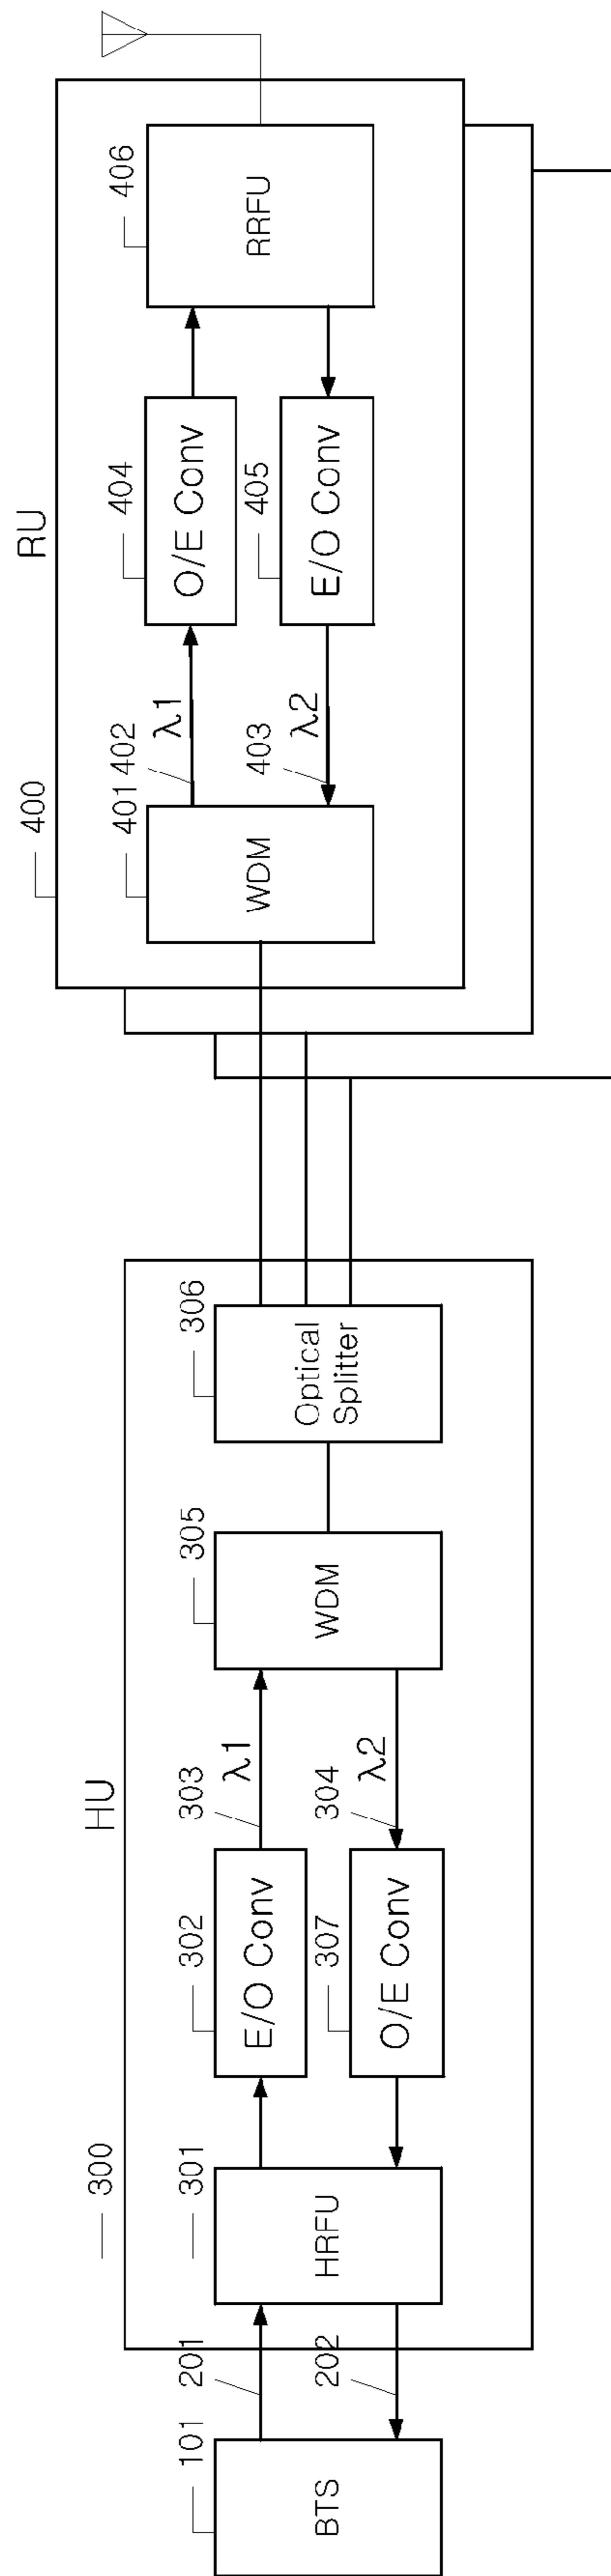 HU
RU
300
400
101
BTS
201
202
301
HRFU
302
E/O Conv
307
O/E Conv
303
λ1
304
λ2
305
WDM
306
Optical
Splitter
401
WDM
402
λ1
403
λ2
404
O/E Conv
405
E/O Conv
406
RRFU